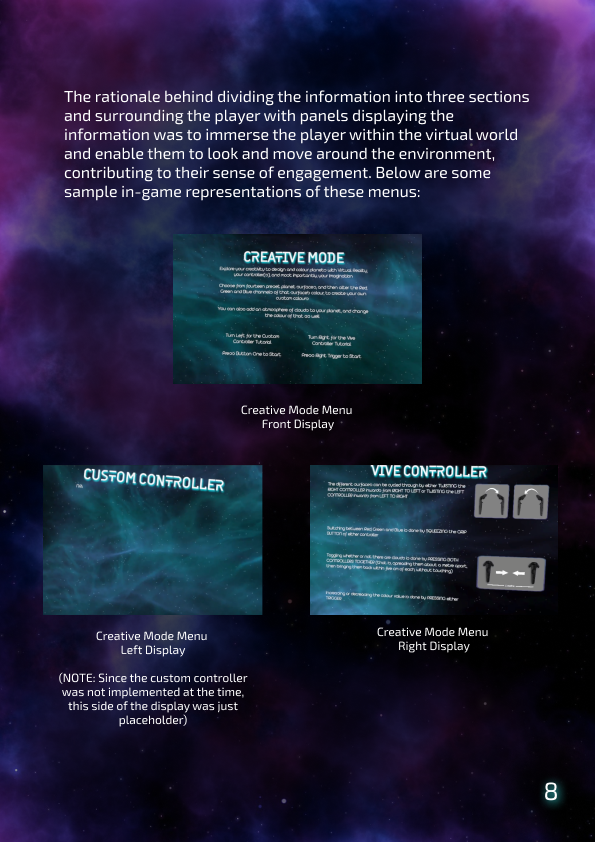 The rationale behind dividing the information into three sections
and surrounding the player with panels displaying the
information was to immerse the player within the virtual world
and enable them to look and move around the environment,
contributing to their sense of engagement. Below are some
sample in-game representations of these menus:
CREATIVE MODE
Explore your creativity to design and colour planets with Virtual Reality,
your controller(s), and most importantly, your imagination.
Choose from fourteen preset planet surfaces, and then alter the Red,
Green and Blue channels of that surface's colour, to create your own
custom colours.
You can also add an atmosphere of clouds to your planet, and change
the colour of that as well.
Turn Left for the Custom
Controller Tutorial
Press Button One to Start
Turn Right for the Vive
Controller Tutorial
Press Right Trigger to Start
Creative Mode Menu
Front Display
CUSTOM CONTROLLER
Creative Mode Menu
Left Display
(NOTE: Since the custom controller
was not implemented at the time,
this side of the display was just
placeholder)
VIVE CONTROLLER
The different surfaces can be cycled through by either TWISTING the
RIGHT CONTROLLER inwards from RIGHT TO LEFT or TWISTING the LEFT
CONTROLLER inwards from LEFT TO RIGHT
Switching between Red Green and Blue is done by SQUEEZING the GRIP
BUTTON of either controller
Toggling whether or not there are clouds is done by PRESSING BOTH
CONTROLLERS TOGETHER (that is, spreading them about a metre apart,
then bringing them back within five cm of each, without touching)
Increasing or decreasing the colour value is done by PRESSING either
TRIGGER
Creative Mode Menu
Right Display
8